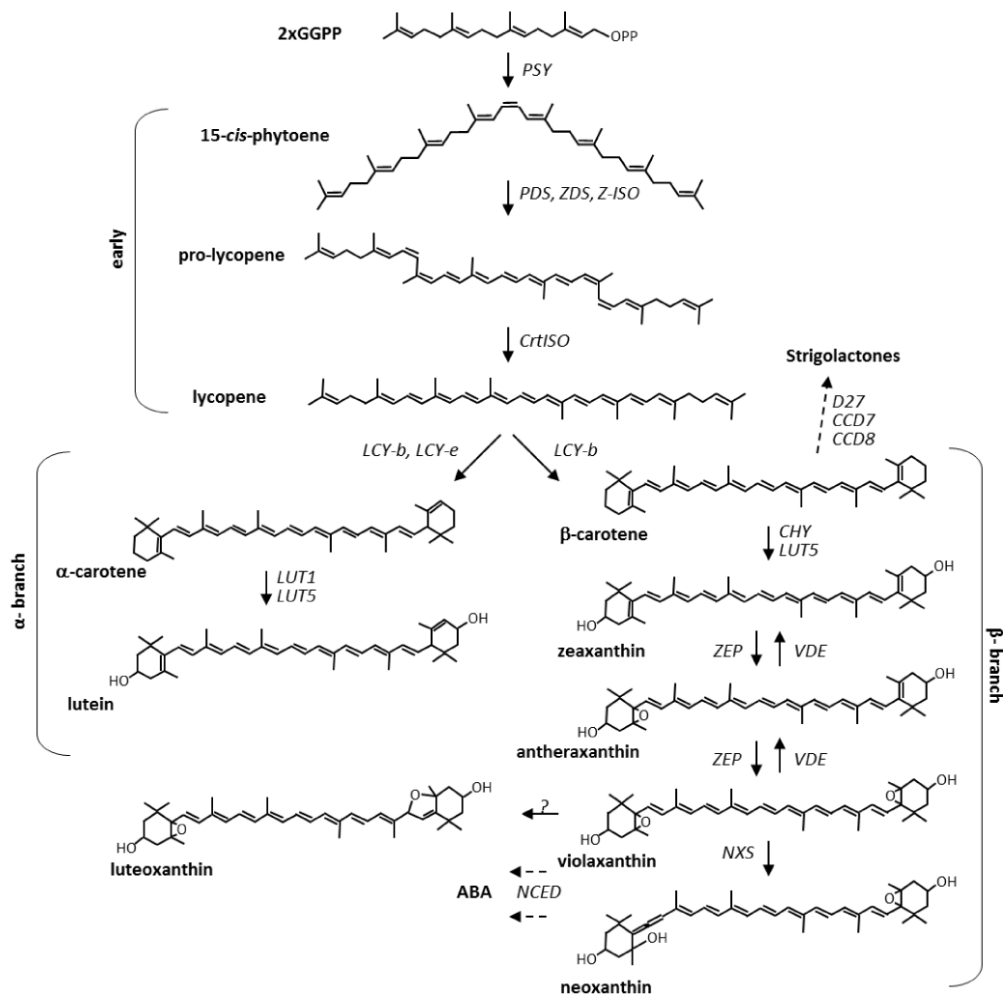 2xGGPP
OPP
PSY
15-cis-phytoene
PDS, ZDS, Z-ISO
early
pro-lycopene
CrtISO
Strigolactones
lycopene
D27
CCD7
CCD8
LCY-b, LCY-e
LCY-b
α-carotene
β-carotene
LUT1
LUT5
CHY
LUT5
α- branch
OH
HO
lutein
OH
HO
zeaxanthin
β- branch
ZEP
VDE
OH
O
HO
antheraxanthin
ZEP
VDE
OH
O
O
HO
luteoxanthin
?
OH
O
O
HO
violaxanthin
NXS
ABA
NCED
OH
O
OH
HO
neoxanthin